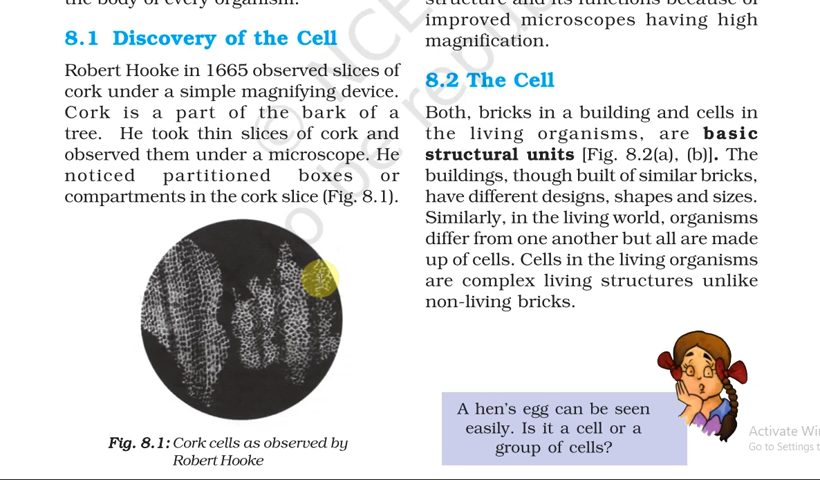 8.1 Discovery of the Cell
Robert Hooke in 1665 observed slices of
cork under a simple magnifying device.
Cork is a part of the bark of a
tree. He took thin slices of cork and
observed them under a microscope. He
noticed partitioned boxes or
compartments in the cork slice (Fig. 8.1).
Fig. 8.1: Cork cells as observed by
Robert Hooke
improved microscopes having high
magnification.
8.2 The Cell
Both, bricks in a building and cells in
the living organisms, are basic
structural units [Fig. 8.2(a), (b)]. The
buildings, though built of similar bricks,
have different designs, shapes and sizes.
Similarly, in the living world, organisms
differ from one another but all are made
up of cells. Cells in the living organisms
are complex living structures unlike
non-living bricks.
A hen's egg can be seen
easily. Is it a cell or a
group of cells?
Activate
Go to Settings